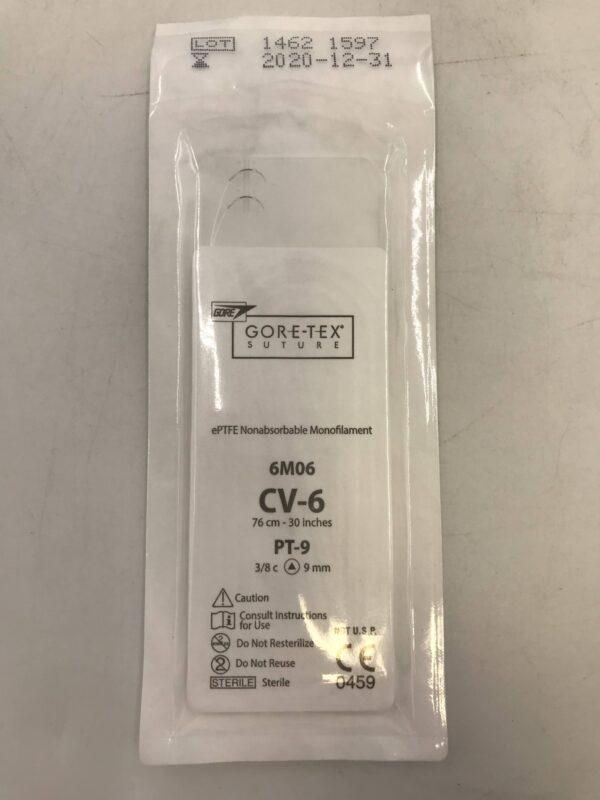 LOT 1462 1597
2020-12-31
GORE
GORE-TEX®
SUTURE
ePTFE Nonabsorbable Monofilament
6M06
CV-6
76 cm - 30 inches
PT-9
3/8 c 9 mm
Caution
Consult Instructions
for Use
Do Not Resterilize
NOT U.S.P.
Do Not Reuse
CE
STERILE Sterile
0459